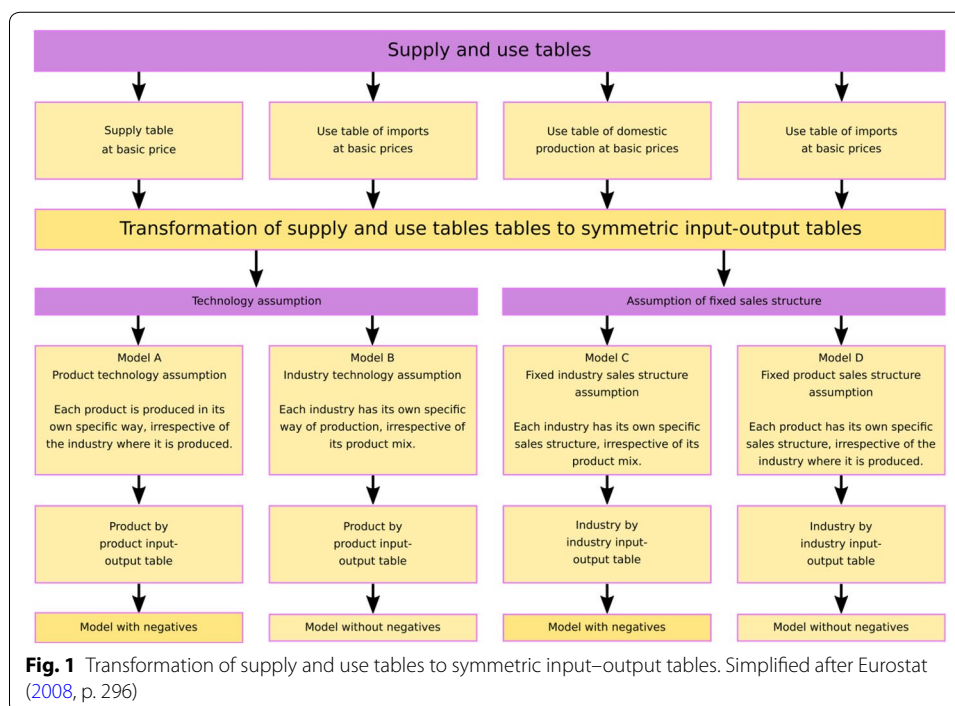 Supply and use tables
Supply table
at basic price
Use table of imports
at basic prices
Use table of domestic
production at basic prices
Use table of imports
at basic prices
Transformation of supply and use tables tables to symmetric input-output tables
Technology assumption
Assumption of fixed sales structure
Model A
Product technology assumption
Each product is produced in its
own specific way, irrespective of
the industry where it is produced.
Model B
Industry technology assumption
Each industry has its own specific
way of production, irrespective of
its product mix.
Model C
Fixed industry sales structure
assumption
Each industry has its own specific
sales structure, irrespective of its
product mix.
Model D
Fixed product sales structure
assumption
Each product has its own specific
sales structure, irrespective of the
industry where it is produced.
Product by
product input-
output table
Product by
product input-
output table
Industry by
industry input-
output table
Industry by
industry input-
output table
Model with negatives
Model without negatives
Model with negatives
Model without negatives
Fig. 1 Transformation of supply and use tables to symmetric input–output tables. Simplified after Eurostat
(2008, p. 296)